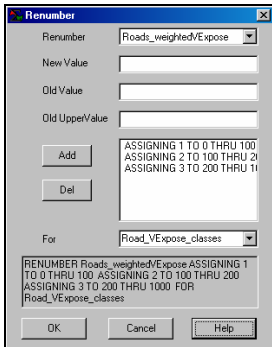 Renumber
Renumber Roads_weightedVExpose
New Value
Old Value
Old UpperValue
Add
Del
ASSIGNING 1 TO 0 THRU 100
ASSIGNING 2 TO 100 THRU 2
ASSIGNING 3 TO 200 THRU 1
For Road_VExpose_classes
RENUMBER Roads_weightedVExpose ASSIGNING 1
TO 0 THRU 100 ASSIGNING 2 TO 100 THRU 200
ASSIGNING 3 TO 200 THRU 1000 FOR
Road_VExpose_classes
OK Cancel Help